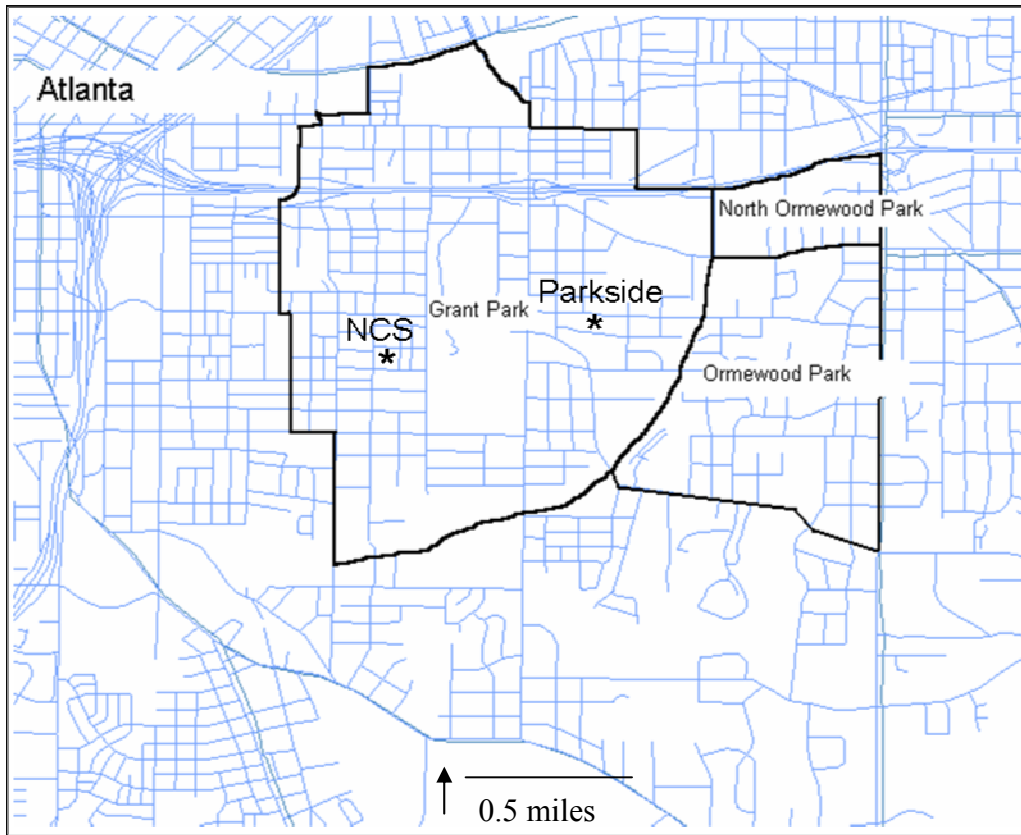 Atlanta
North Ormewood Park
Parkside
*
Grant Park
NCS
*
Ormewood Park
0.5 miles